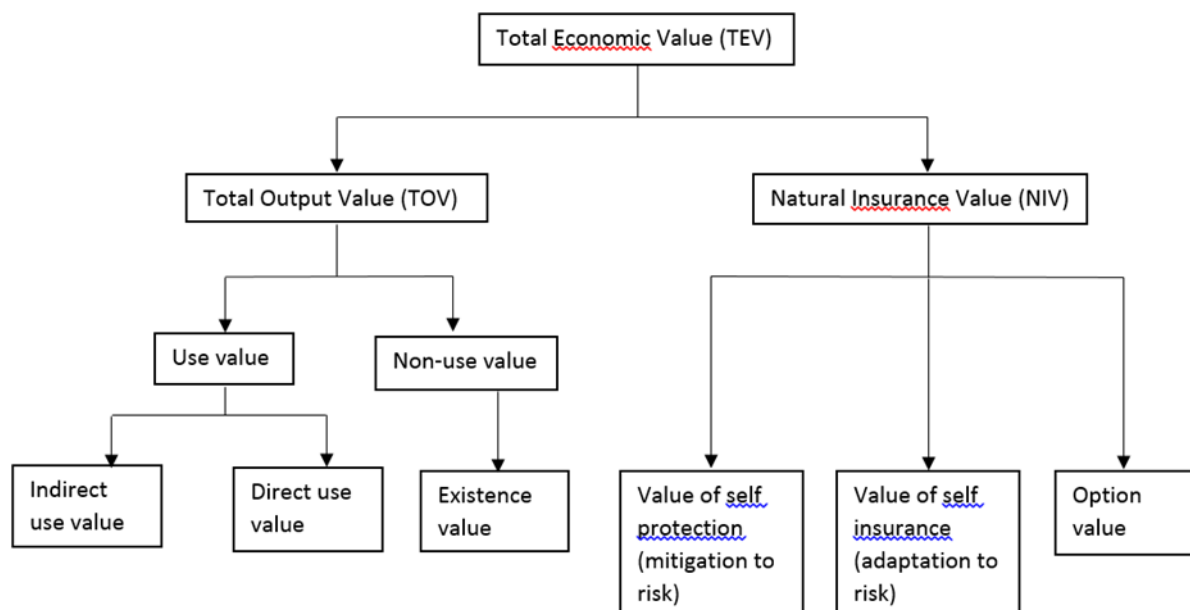 Total Economic Value (TEV)
Total Output Value (TOV)
Natural Insurance Value (NIV)
Use value
Non-use value
Indirect
use value
Direct use
value
Existence
value
Value of self
protection
(mitigation to
risk)
Value of self
insurance
(adaptation to
risk)
Option
value